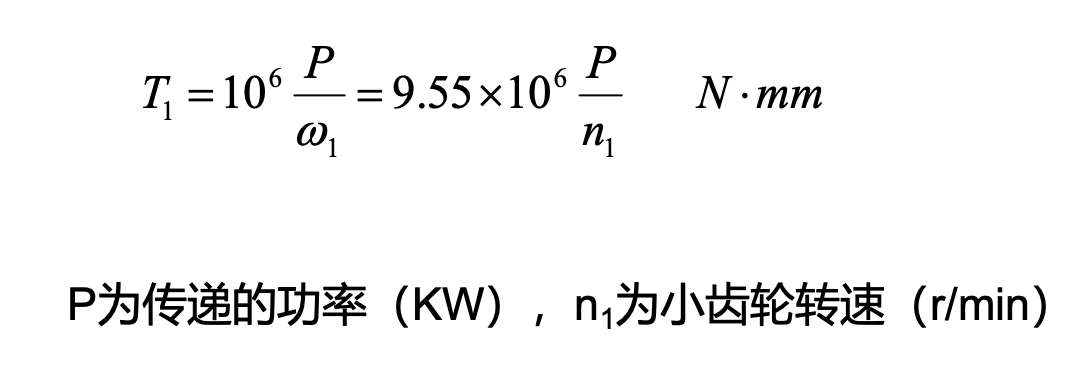 T₁ = 10⁶ P/ω₁ = 9.55×10⁶ P/n₁ N·mm
P为传递的功率（KW），n₁为小齿轮转速（r/min）